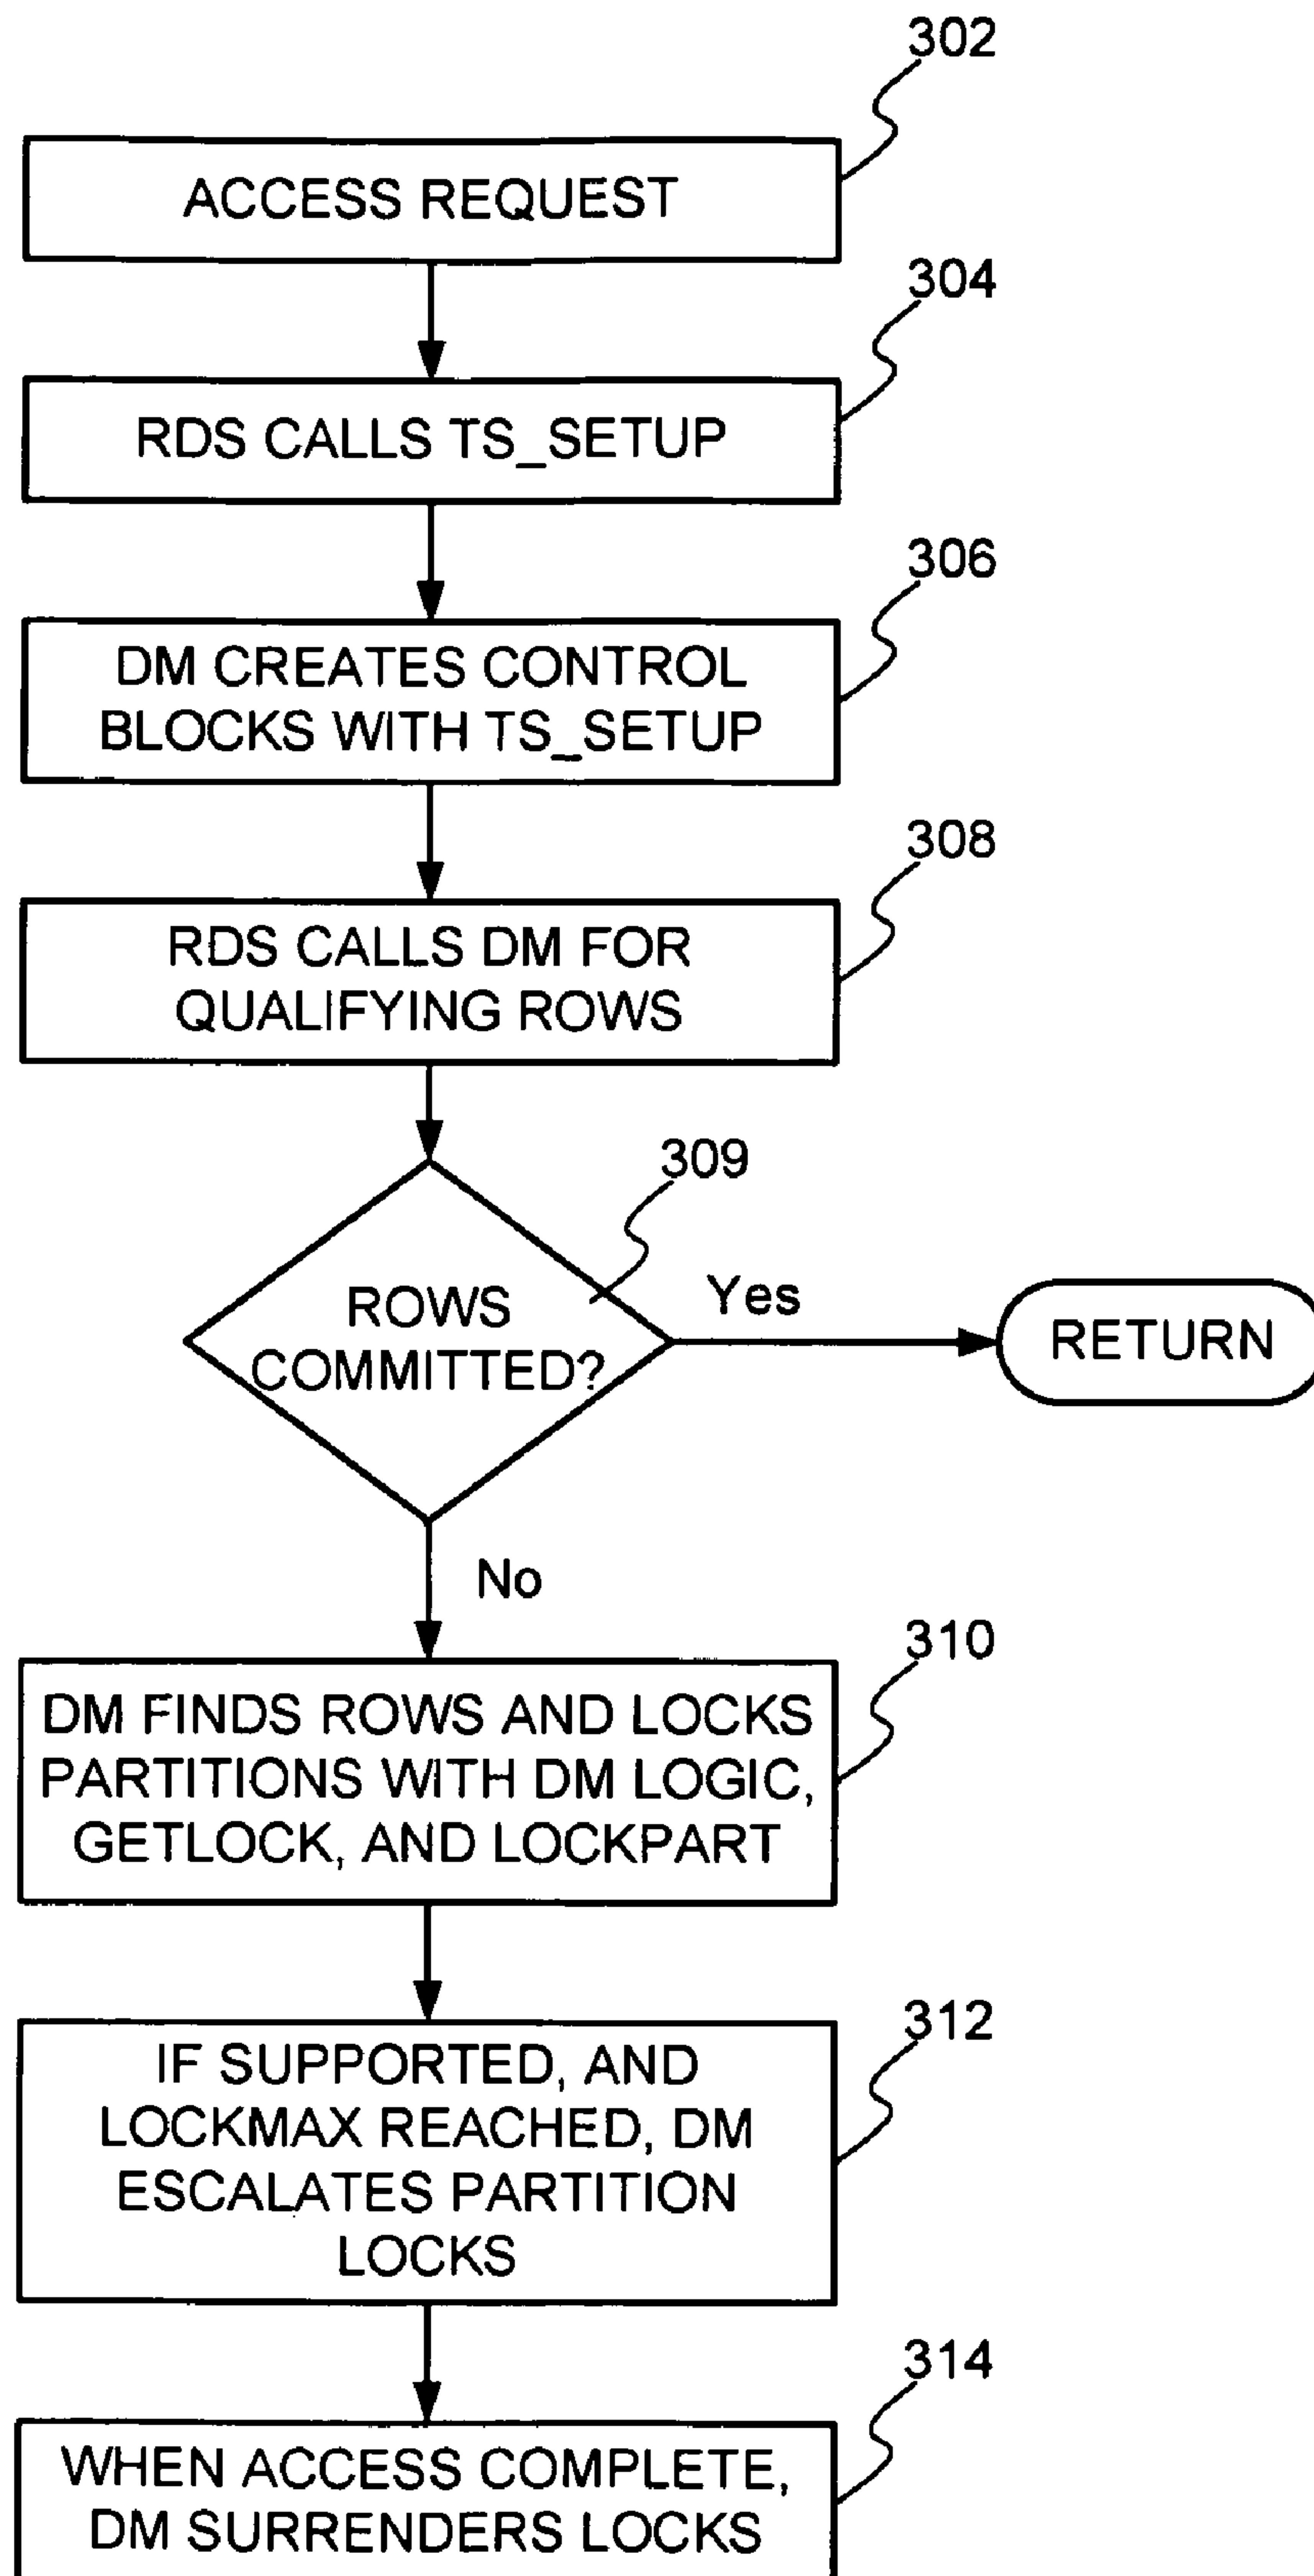 302
ACCESS REQUEST
304
RDS CALLS TS_SETUP
306
DM CREATES CONTROL
BLOCKS WITH TS_SETUP
308
RDS CALLS DM FOR
QUALIFYING ROWS
309
ROWS
COMMITTED?
Yes
RETURN
No
310
DM FINDS ROWS AND LOCKS
PARTITIONS WITH DM LOGIC,
GETLOCK, AND LOCKPART
312
IF SUPPORTED, AND
LOCKMAX REACHED, DM
ESCALATES PARTITION
LOCKS
314
WHEN ACCESS COMPLETE,
DM SURRENDERS LOCKS